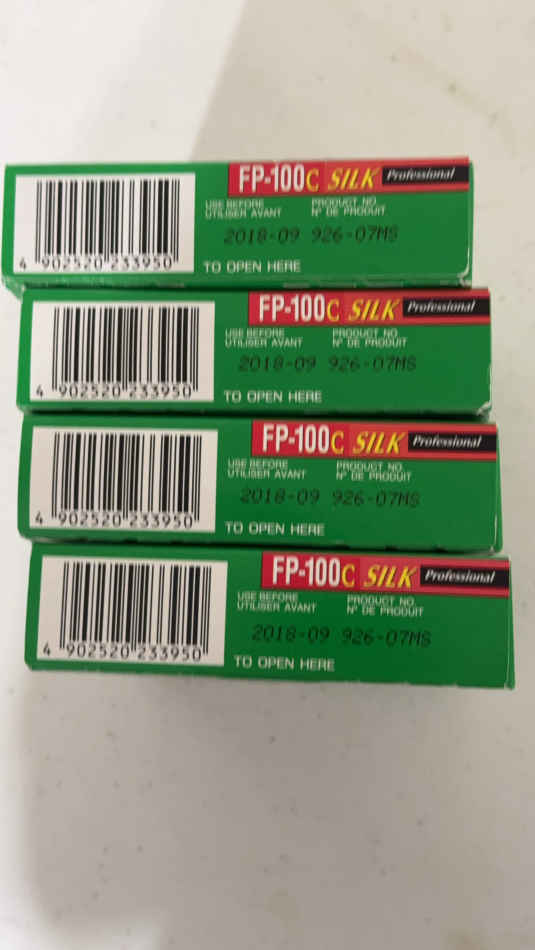 FP-100C SILK Professional
USE BEFORE PRODUCT NO.
UTILISER AVANT N° DE PRODUIT
2018-09 926-07MS
4 902520 233950
TO OPEN HERE
FP-100C SILK Professional
USE BEFORE PRODUCT NO.
UTILISER AVANT N° DE PRODUIT
2018-09 926-07MS
4 902520 233950
TO OPEN HERE
FP-100C SILK Professional
USE BEFORE PRODUCT NO.
UTILISER AVANT N° DE PRODUIT
2018-09 926-07MS
4 902520 233950
TO OPEN HERE
FP-100C SILK Professional
USE BEFORE PRODUCT NO.
UTILISER AVANT N° DE PRODUIT
2018-09 926-07MS
4 902520 233950
TO OPEN HERE